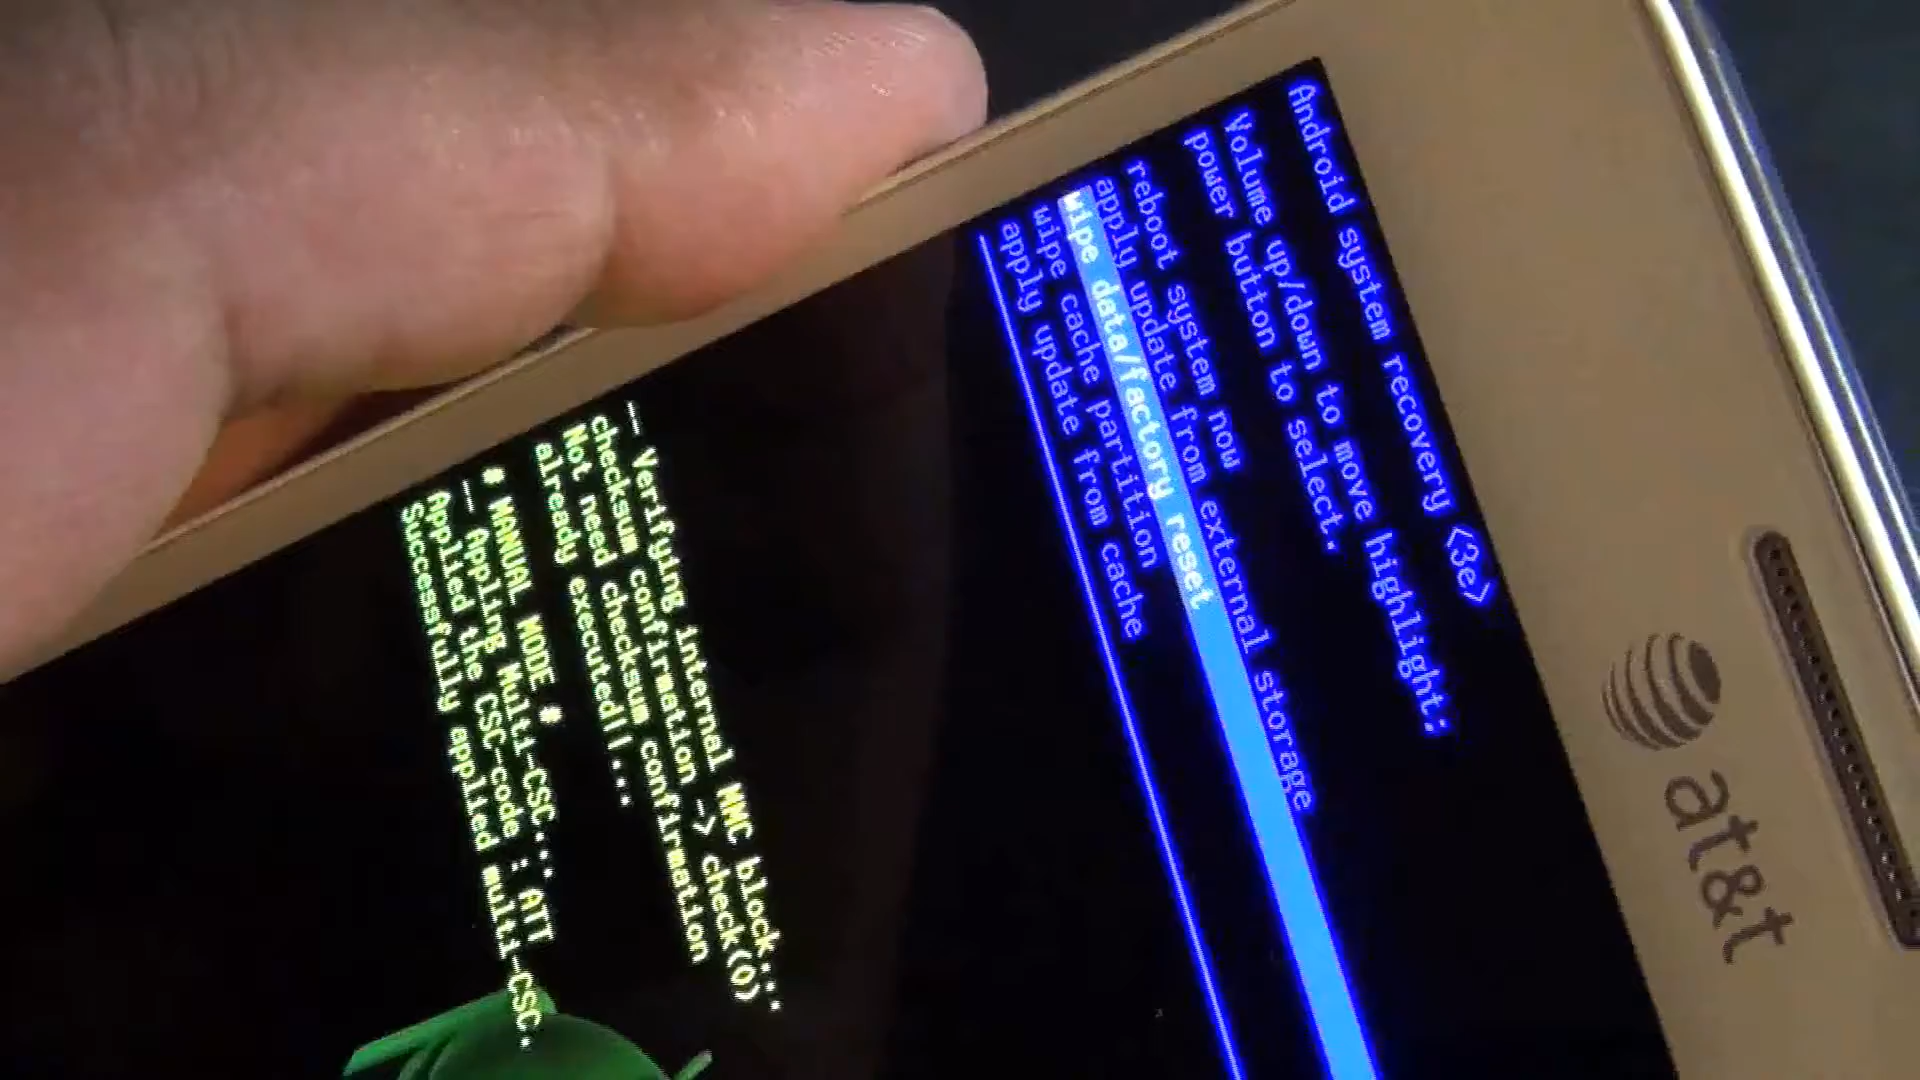 Android system recovery <3e>
Volume up/down to move highlight;
power button to select.
reboot system now
apply update from external storage
wipe data/factory reset
wipe cache partition
apply update from cache
-- Verifying internal MMC block...
checksum confirmation -> check(0)
Not need checksum confirmation
already executed!!...
# MANUAL MODE #
-- Appling Multi-CSC...
Applied the CSC-code : ATT
Successfully applied multi-CSC.
at&t